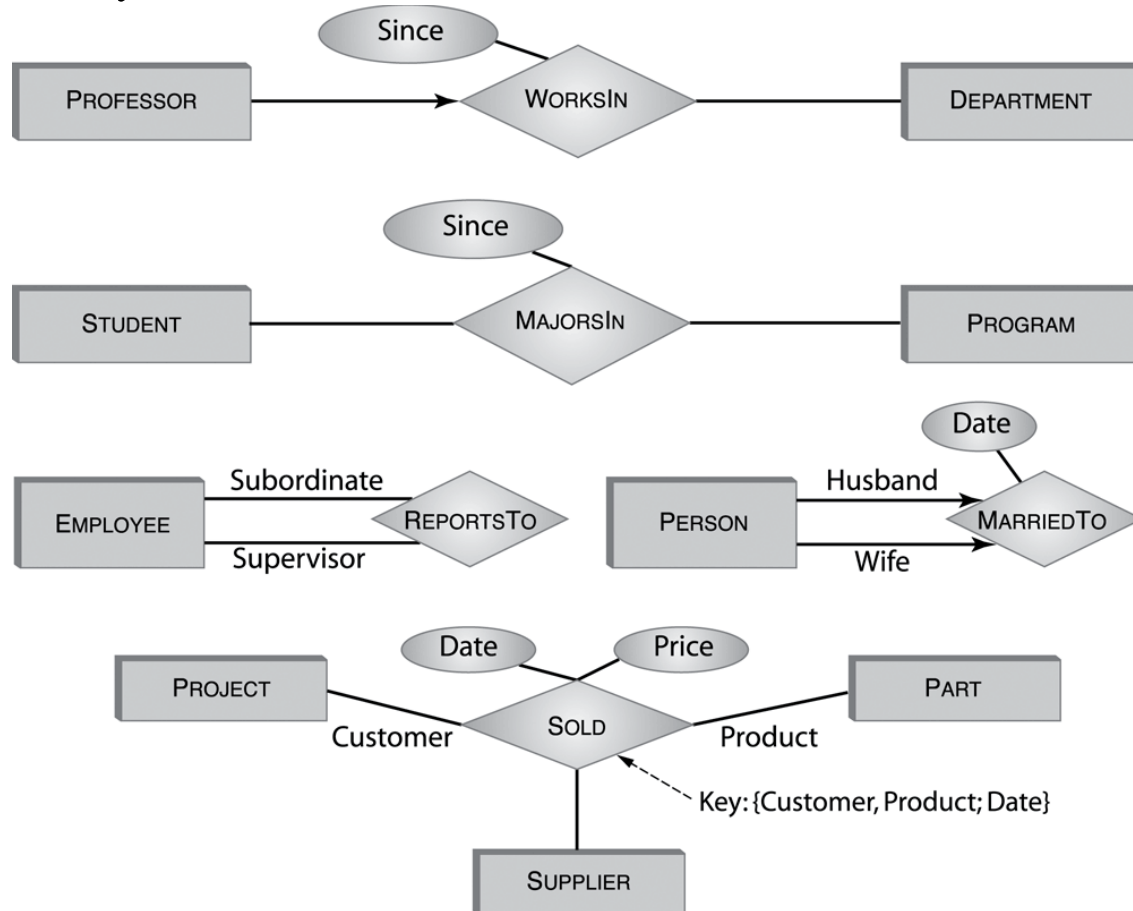 Since
PROFESSOR
WORKSIN
DEPARTMENT
Since
STUDENT
MAJORSIN
PROGRAM
Date
Subordinate
Husband
EMPLOYEE
REPORTSTO
PERSON
MARRIEDTO
Supervisor
Wife
Date
Price
PROJECT
PART
SOLD
Customer
Product
Key: {Customer, Product; Date}
SUPPLIER